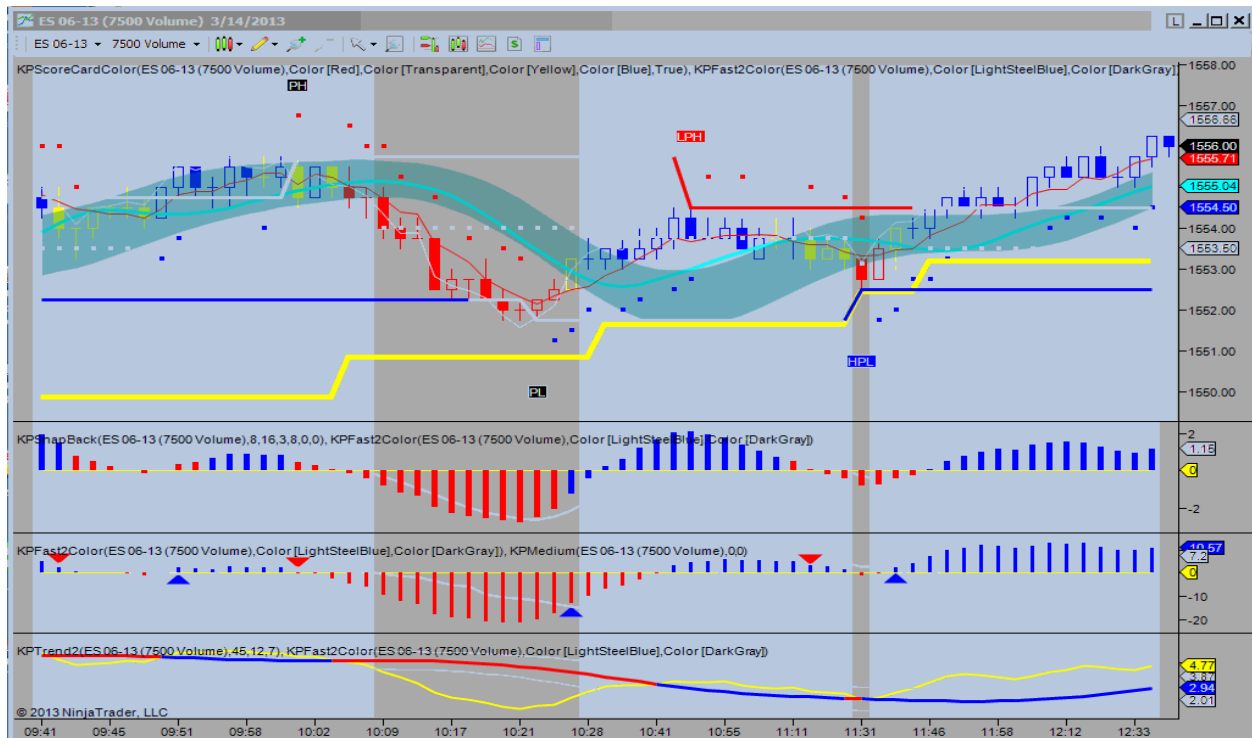 ES 06-13 (7500 Volume) 3/14/2013
L
ES 06-13 7500 Volume
KPScoreCardColor(ES 06-13 (7500 Volume),Color [Red],Color [Transparent],Color [Yellow],Color [Blue],True), KPFast2Color(ES 06-13 (7500 Volume),Color [LightSteelBlue],Color [DarkGray])
PH
LPH
HPL
PL
1558.00
1557.00
1556.66
1556.00
1555.71
1555.04
1554.50
1554.00
1553.50
1553.00
1552.00
1551.00
1550.00
KPSnapBack(ES 06-13 (7500 Volume),8,16,3,8,0,0), KPFast2Color(ES 06-13 (7500 Volume),Color [LightSteelBlue],Color [DarkGray])
2
1.15
0
-2
KPFast2Color(ES 06-13 (7500 Volume),Color [LightSteelBlue],Color [DarkGray]), KPMedium(ES 06-13 (7500 Volume),0,0)
10.57
7.2
0
-10
-20
KPTrend2(ES 06-13 (7500 Volume),45,12,7), KPFast2Color(ES 06-13 (7500 Volume),Color [LightSteelBlue],Color [DarkGray])
4.77
2.94
2.01
© 2013 NinjaTrader, LLC
09:41 09:45 09:51 09:58 10:02 10:09 10:17 10:21 10:28 10:41 10:55 11:11 11:31 11:46 11:58 12:12 12:33